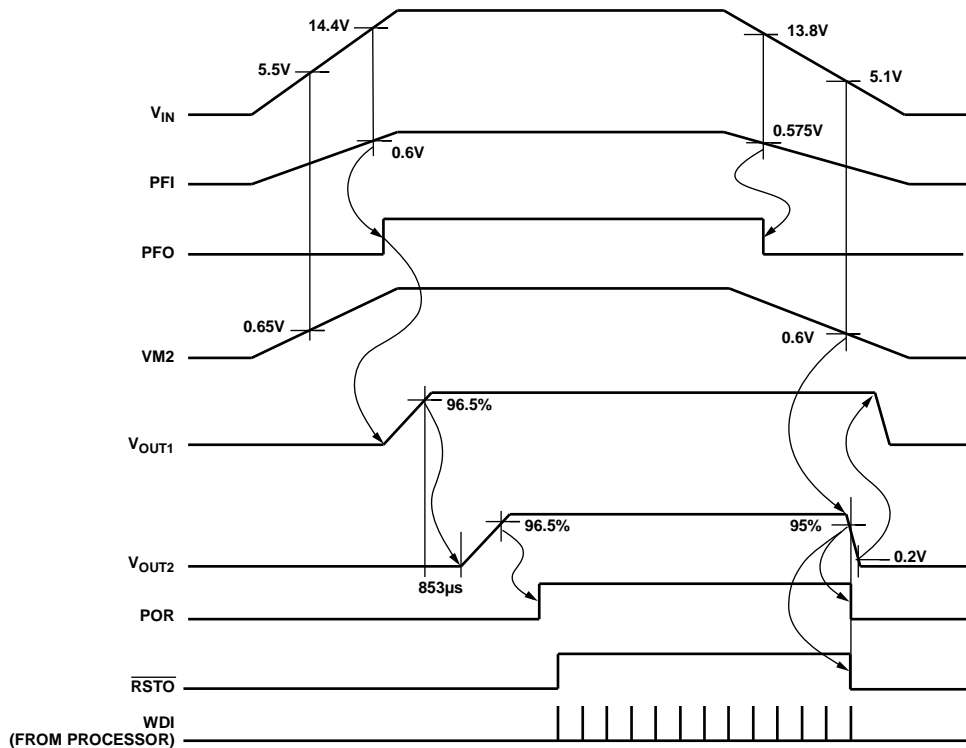 14.4V
13.8V
5.5V
5.1V
VIN
0.6V
0.575V
PFI
PFO
0.65V
0.6V
VM2
96.5%
VOUT1
96.5%
95%
VOUT2
0.2V
853µs
POR
RSTO
WDI
(FROM PROCESSOR)